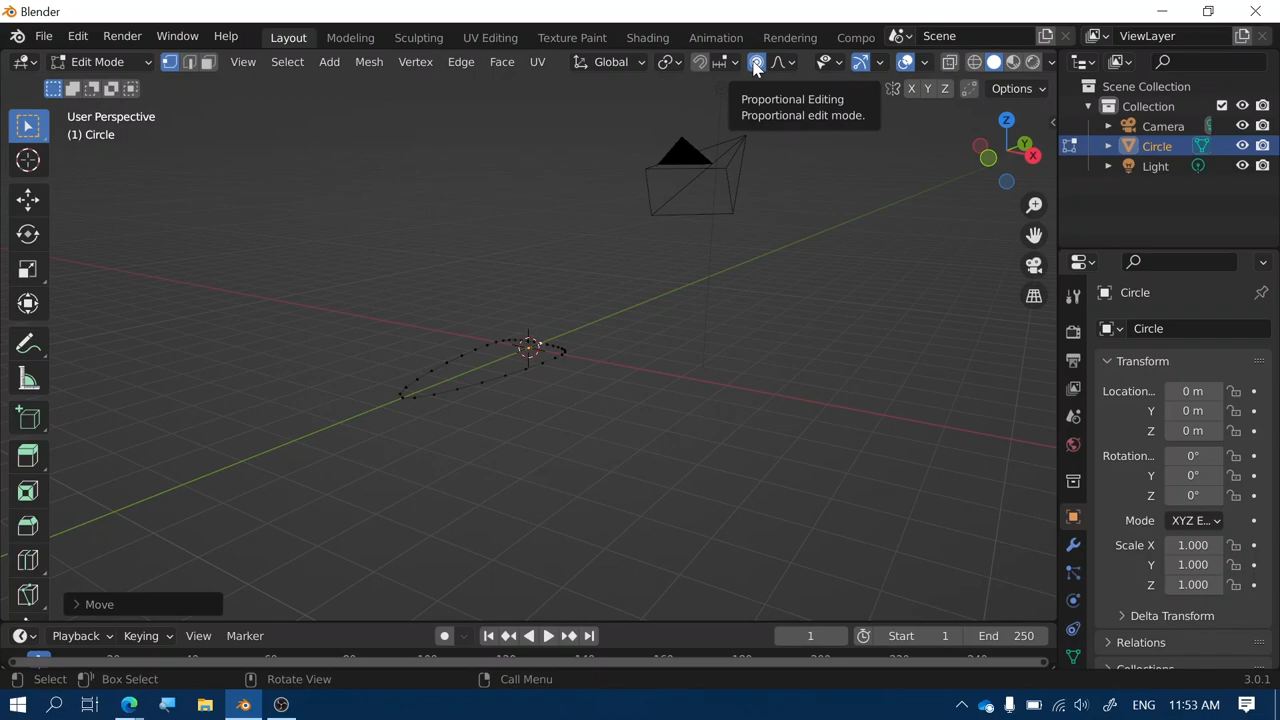 Blender
File Edit Render Window Help Layout Modeling Sculpting UV Editing Texture Paint Shading Animation Rendering Compo Scene ViewLayer
Edit Mode View Select Add Mesh Vertex Edge Face UV Global
X Y Z Options
User Perspective
(1) Circle
Proportional Editing
Proportional edit mode.
Z
Y
X
Move
Scene Collection
Collection
Camera
Circle
Light
Circle
Circle
Transform
Location... 0 m
Y 0 m
Z 0 m
Rotation... 0°
Y 0°
Z 0°
Mode XYZ E...
Scale X 1.000
Y 1.000
Z 1.000
Delta Transform
Relations
Playback Keying View Marker 1 Start 1 End 250
Select Box Select Rotate View Call Menu 3.0.1
ENG 11:53 AM